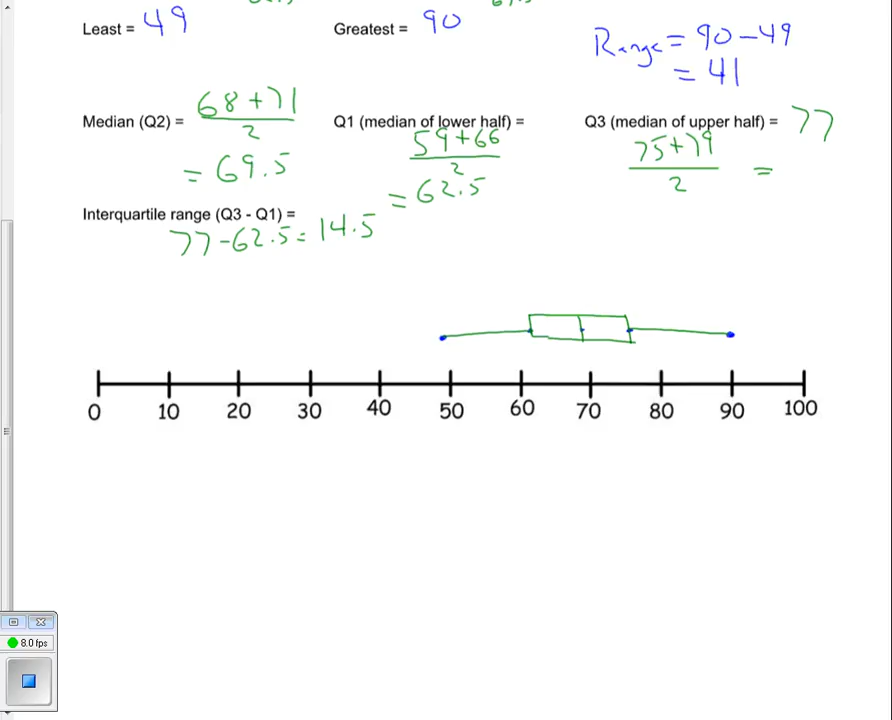 Least = 49
Greatest = 90
Range = 90-49
= 41
Median (Q2) = 68+71
2
= 69.5
Q1 (median of lower half) =
59+66
2
= 62.5
Q3 (median of upper half) = 77
75+79
2
=
Interquartile range (Q3 - Q1) =
77-62.5 = 14.5
0 10 20 30 40 50 60 70 80 90 100
8.0 fps